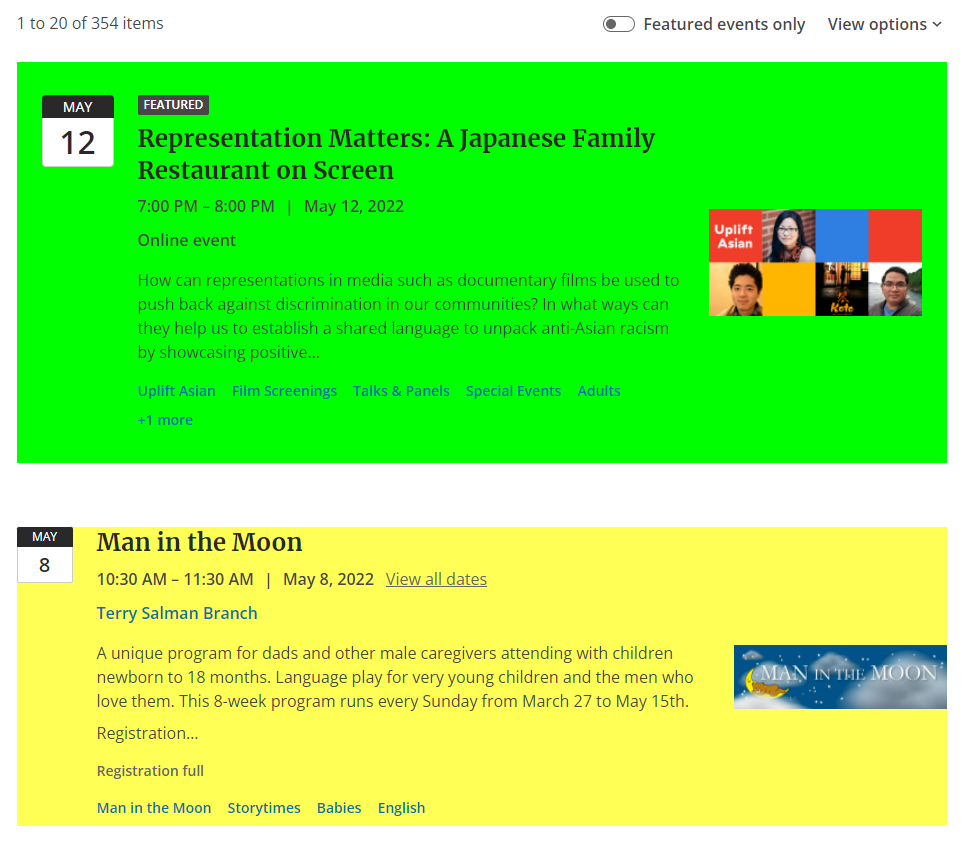 1 to 20 of 354 items
Featured events only
View options
MAY
12
FEATURED
Representation Matters: A Japanese Family
Restaurant on Screen
7:00 PM – 8:00 PM | May 12, 2022
Online event
How can representations in media such as documentary films be used to
push back against discrimination in our communities? In what ways can
they help us to establish a shared language to unpack anti-Asian racism
by showcasing positive...
Uplift Asian Film Screenings Talks & Panels Special Events Adults
+1 more
Uplift
Asian
Koto
MAY
8
Man in the Moon
10:30 AM – 11:30 AM | May 8, 2022 View all dates
Terry Salman Branch
A unique program for dads and other male caregivers attending with children
newborn to 18 months. Language play for very young children and the men who
love them. This 8-week program runs every Sunday from March 27 to May 15th.
Registration...
Registration full
Man in the Moon Storytimes Babies English
MAN IN THE MOON